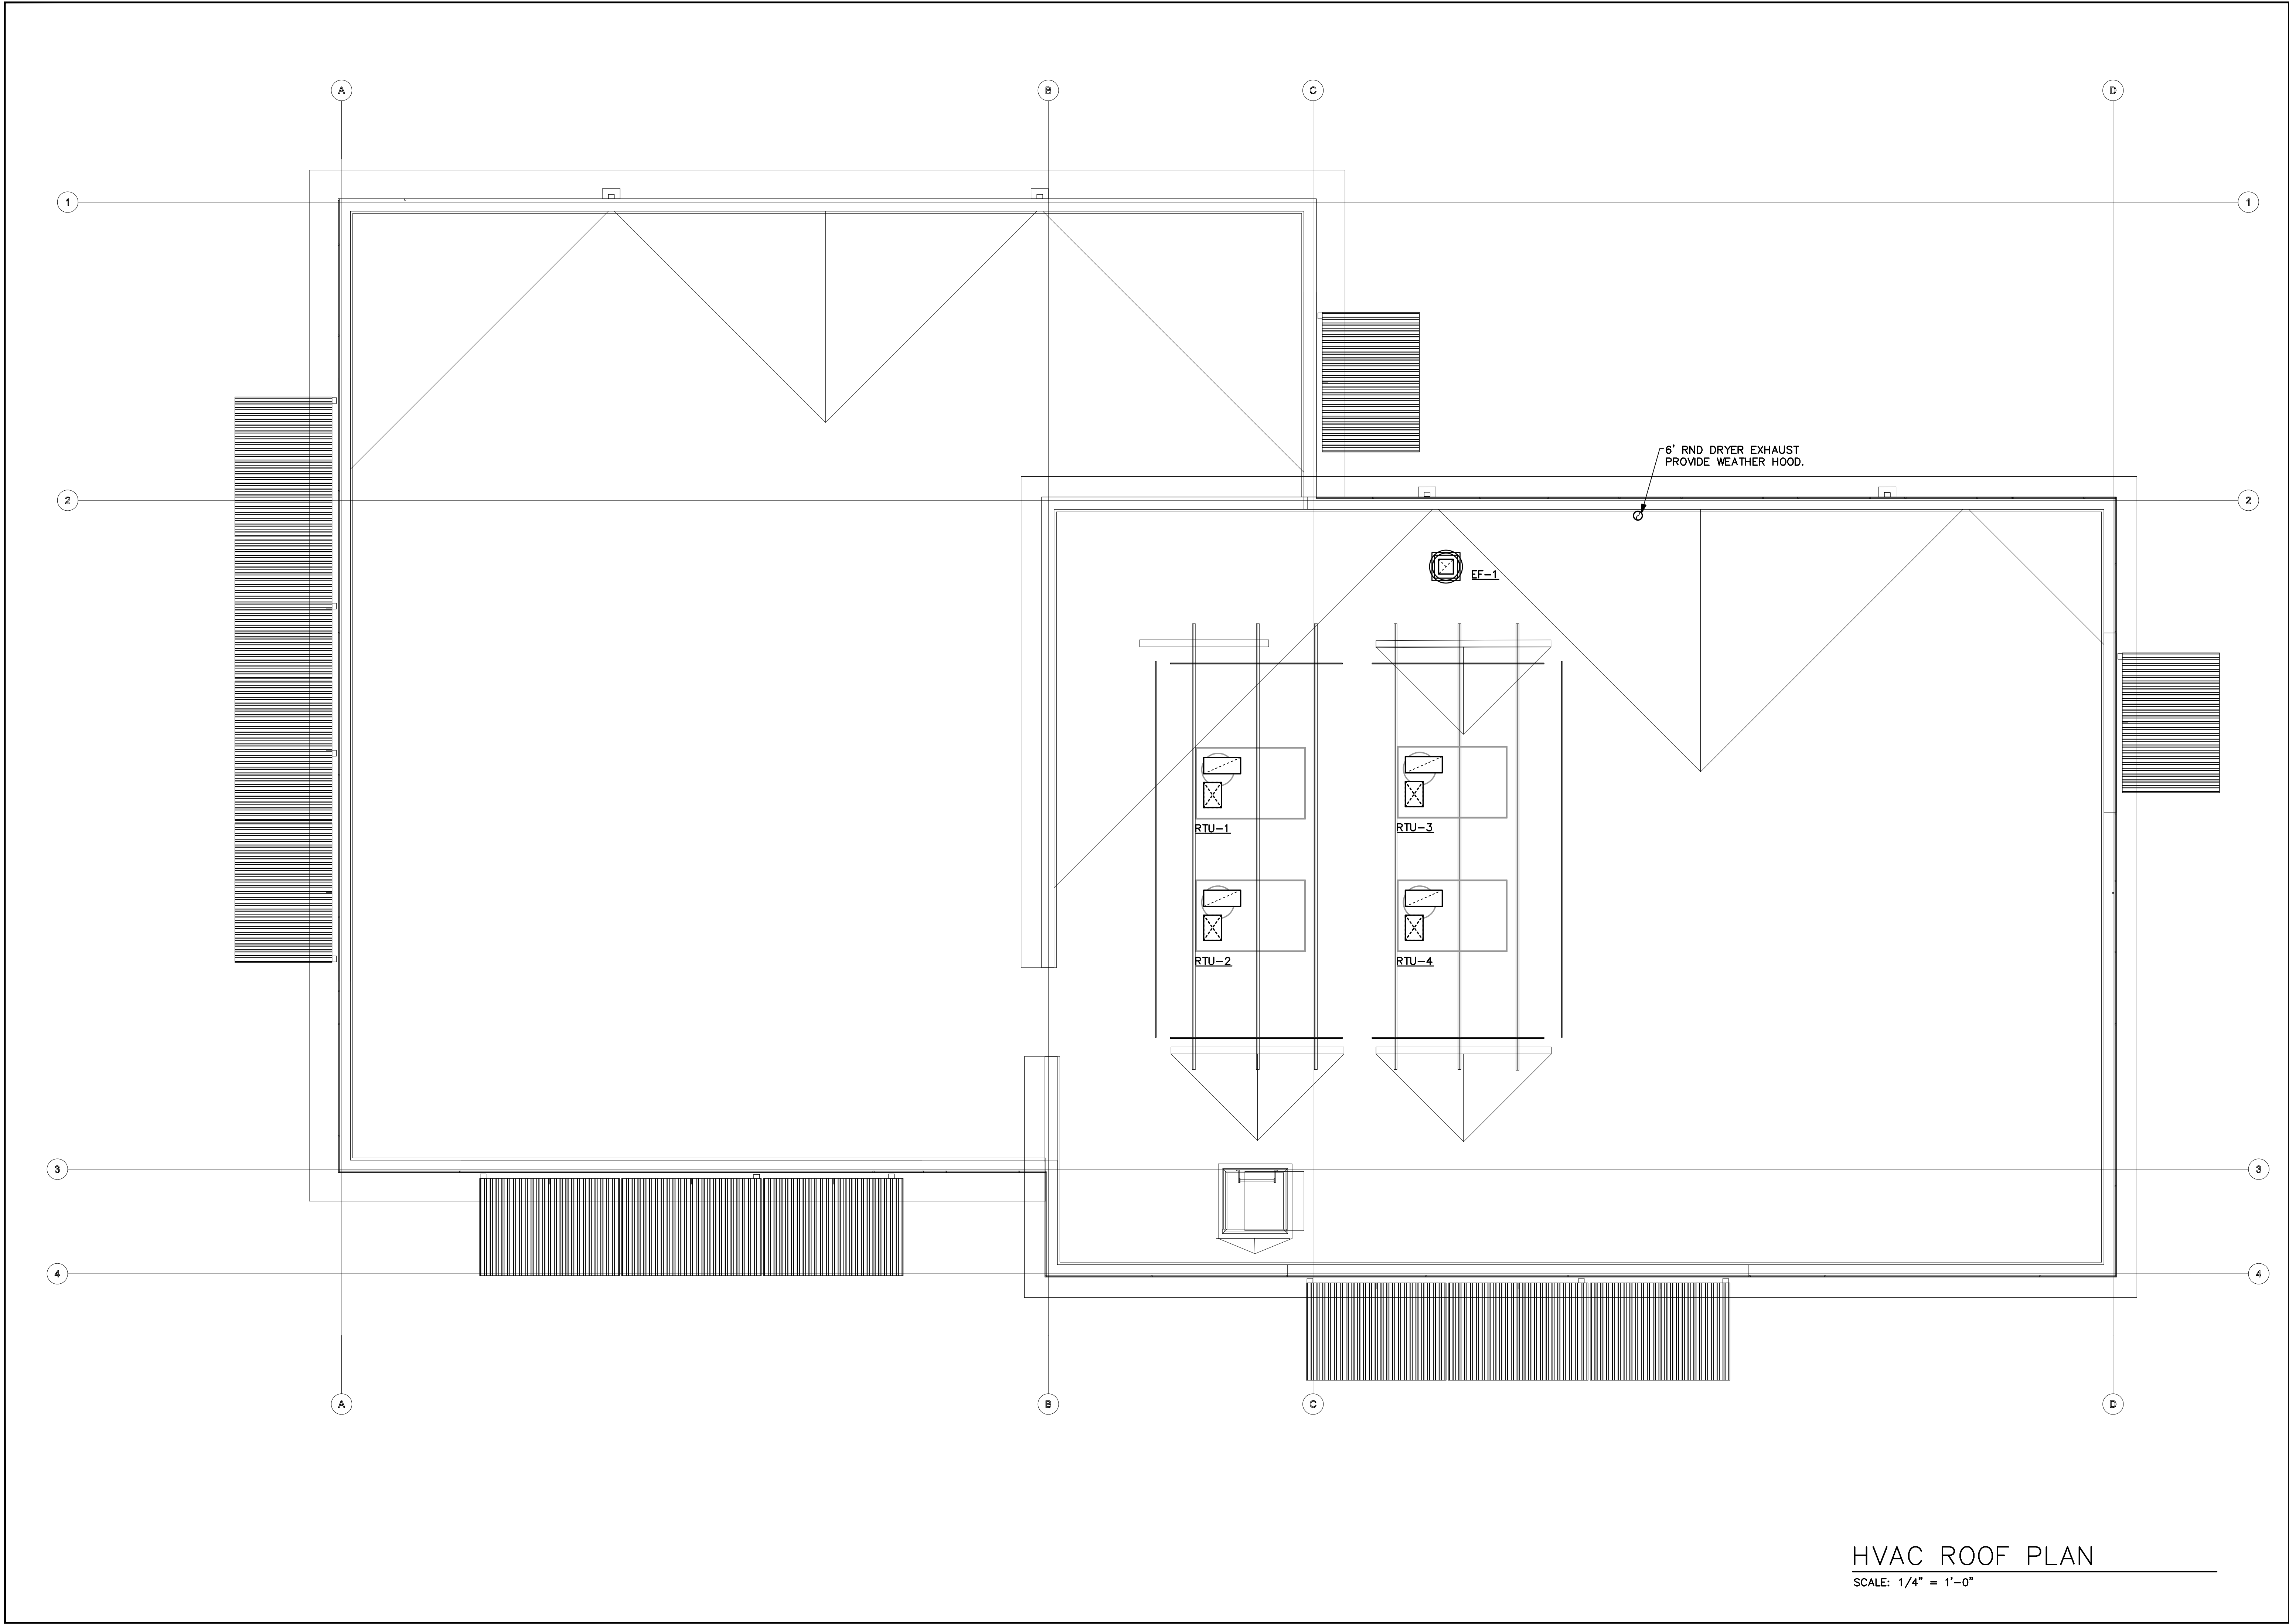 A B C D
1 1
6' RND DRYER EXHAUST
PROVIDE WEATHER HOOD.
2 2
EF-1
RTU-1 RTU-3
RTU-2 RTU-4
3 3
4 4
A B C D
HVAC ROOF PLAN
SCALE: 1/4" = 1'-0"